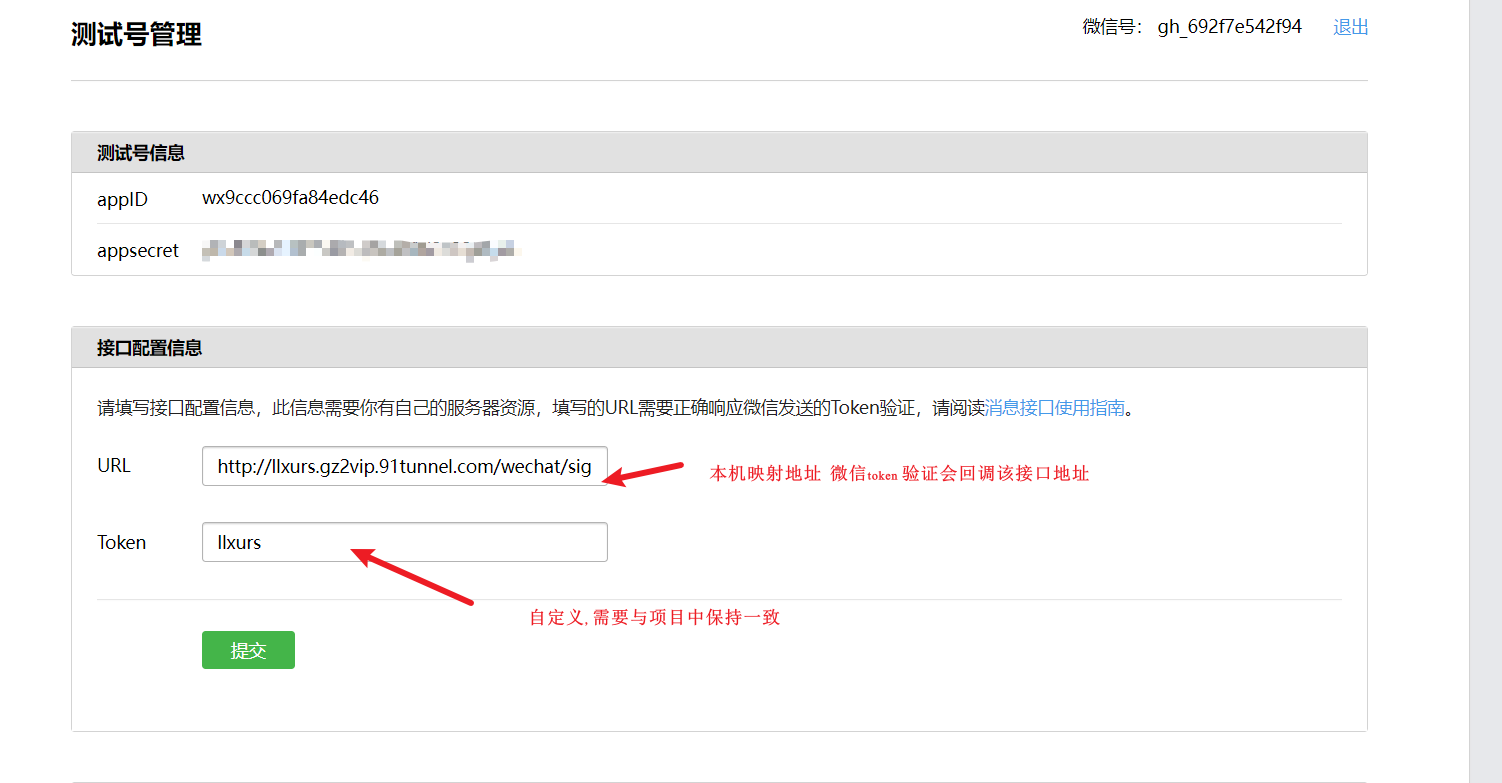 测试号管理
微信号： gh_692f7e542f94 退出
测试号信息
appID wx9ccc069fa84edc46
appsecret
接口配置信息
请填写接口配置信息，此信息需要你有自己的服务器资源，填写的URL需要正确响应微信发送的Token验证，请阅读消息接口使用指南。
URL http://llxurs.gz2vip.91tunnel.com/wechat/sig
本机映射地址 微信token 验证会回调该接口地址
Token llxurs
自定义,需要与项目中保持一致
提交